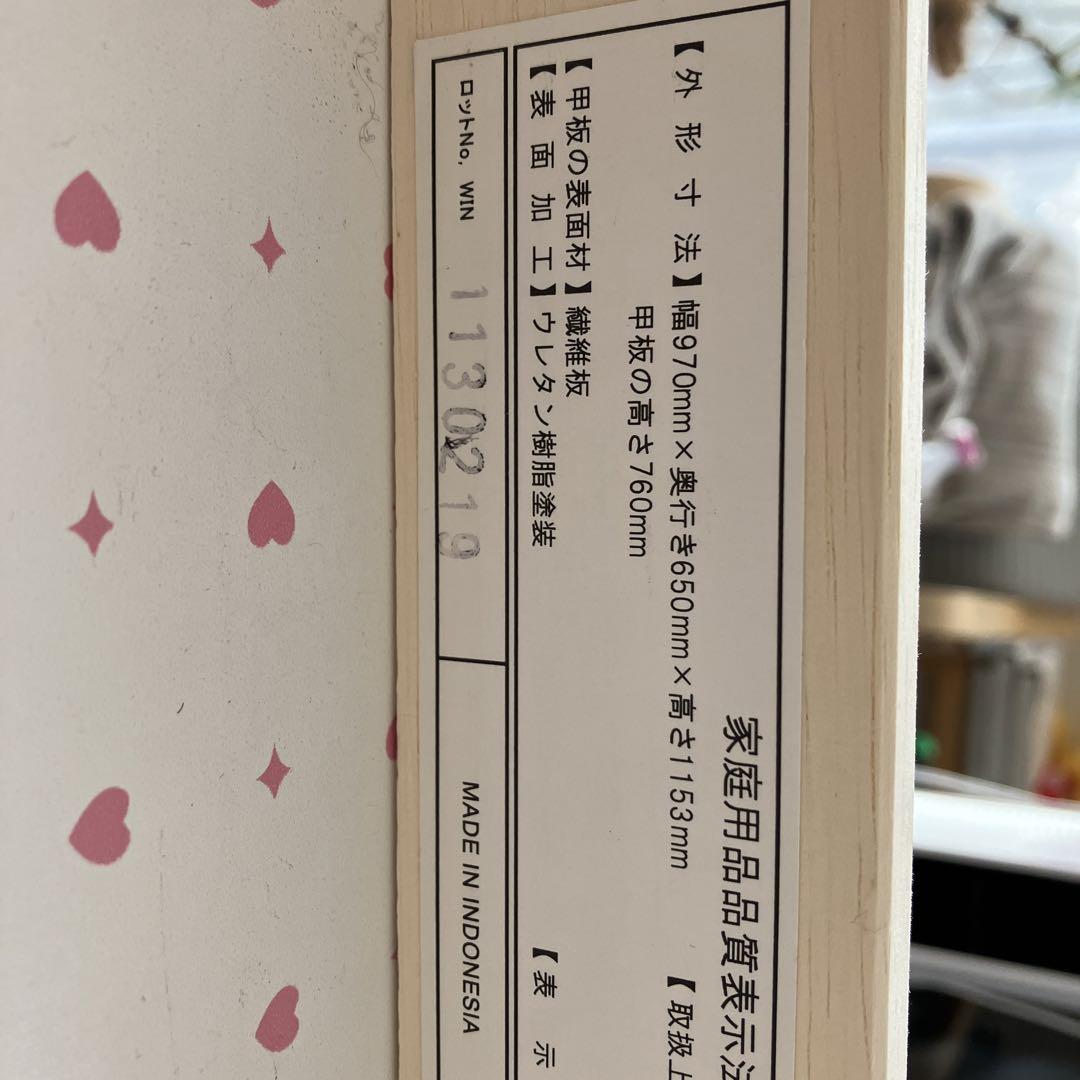 家庭用品品質表示法
【外形寸法】幅970mm×奥行き650mm×高さ1153mm
甲板の高さ760mm
【甲板の表面材】繊維板
【表面加工】ウレタン樹脂塗装
【取扱上
【表示
ロットNo, WIN 1130219
MADE IN INDONESIA